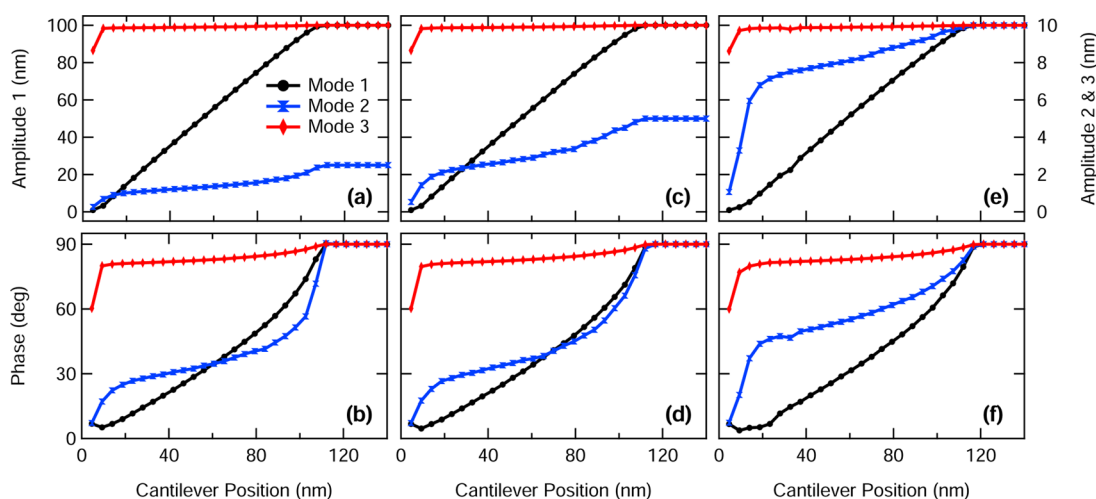 Amplitude 1 (nm)
100
80
60
40
20
0
Mode 1
Mode 2
Mode 3
(a)
(c)
(e)
10
8
6
4
2
0
Amplitude 2 & 3 (nm)
Phase (deg)
90
60
30
0
(b)
(d)
(f)
0 40 80 120
0 40 80 120
0 40 80 120
Cantilever Position (nm)
Cantilever Position (nm)
Cantilever Position (nm)